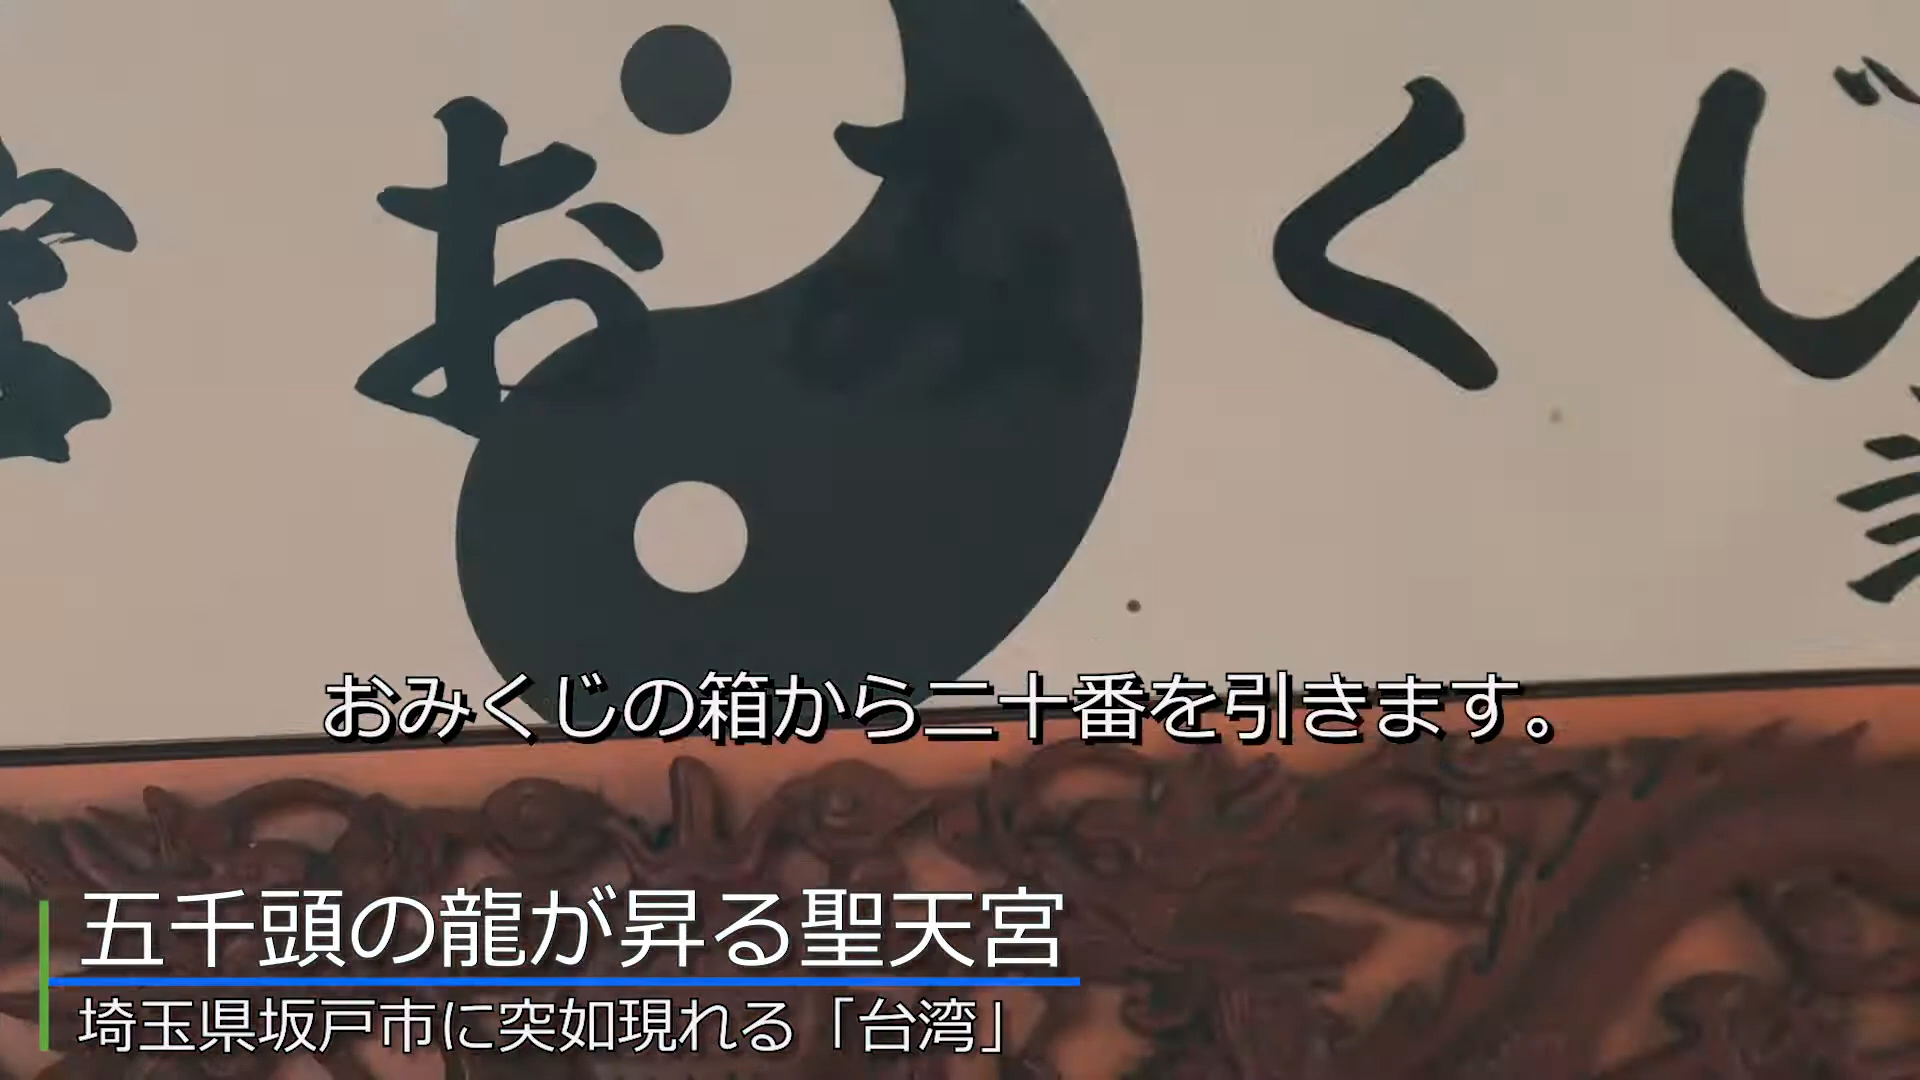 おくじ
おみくじの箱から二十番を引きます。
五千頭の龍が昇る聖天宮
埼玉県坂戸市に突如現れる「台湾」